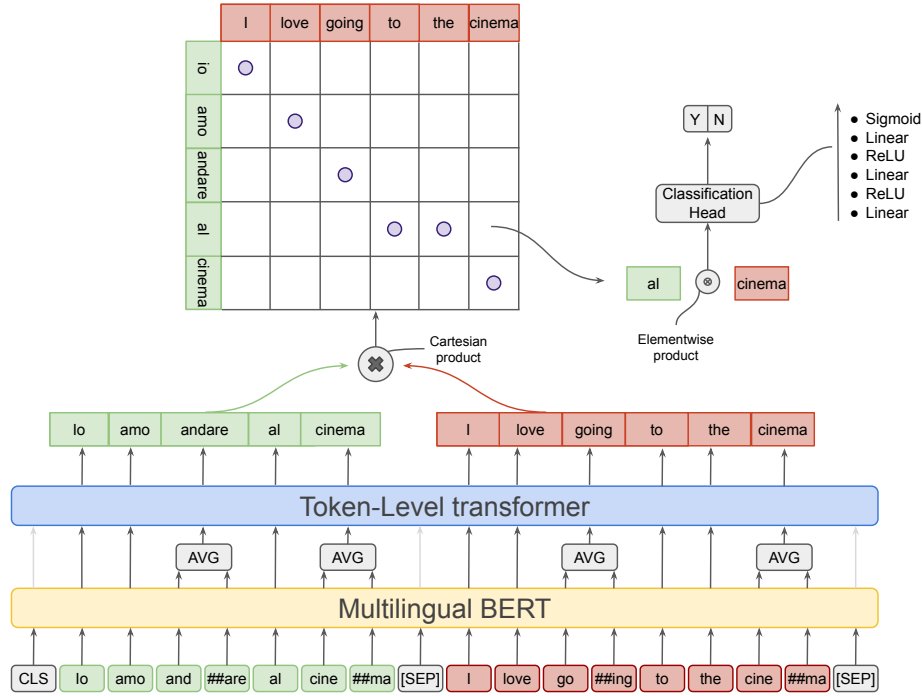 I love going to the cinema
io
amo
andare
al
cinema
Y N
Classification
Head
● Sigmoid
● Linear
● ReLU
● Linear
● ReLU
● Linear
al
⊗
cinema
Elementwise
product
Cartesian
product
Io amo andare al cinema
I love going to the cinema
Token-Level transformer
AVG AVG AVG AVG
Multilingual BERT
CLS Io amo and ##are al cine ##ma [SEP] I love go ##ing to the cine ##ma [SEP]